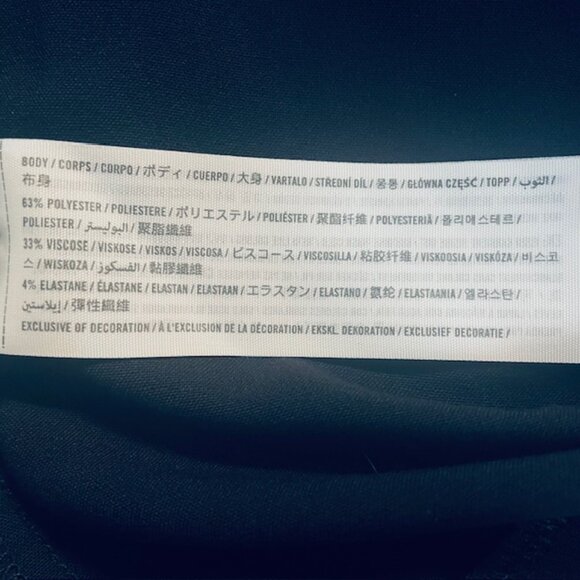 BODY / CORPS / CORPO / ボディ / CUERPO / 大身 / VARTALO / STŘEDNÍ DÍL / 몸통 / GŁÓWNA CZĘŚĆ / TOPP / الثوب /
布身
63% POLYESTER / POLIESTERE / ポリエステル / POLIÉSTER / 聚酯纤维 / POLYESTERIÄ / 폴리에스테르 /
POLIESTER / البوليستر / 聚脂纖維
33% VISCOSE / VISKOSE / VISKOS / VISCOSA / ビスコース / VISCOSILLA / 粘胶纤维 / VISKOOSIA / VISKÓZA / 비스코
스 / WISKOZA / الفسكوز / 黏膠纖維
4% ELASTANE / ÉLASTANE / ELASTAN / ELASTAAN / エラスタン / ELASTANO / 氨纶 / ELASTAANIA / 엘라스탄 /
إيلاستين / 彈性纖維
EXCLUSIVE OF DECORATION / À L'EXCLUSION DE LA DÉCORATION / EKSKL. DEKORATION / EXCLUSIEF DECORATIE /